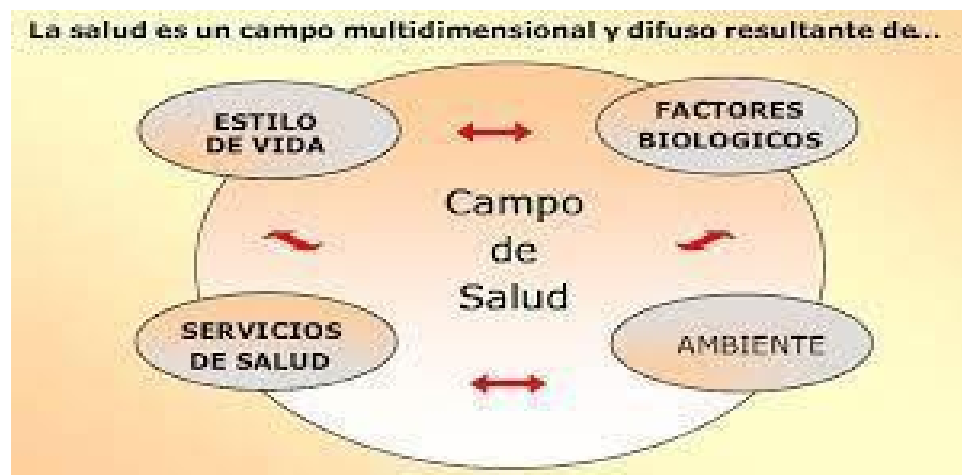 La salud es un campo multidimensional y difuso resultante de...
ESTILO
DE VIDA
FACTORES
BIOLOGICOS
Campo
de
Salud
SERVICIOS
DE SALUD
AMBIENTE